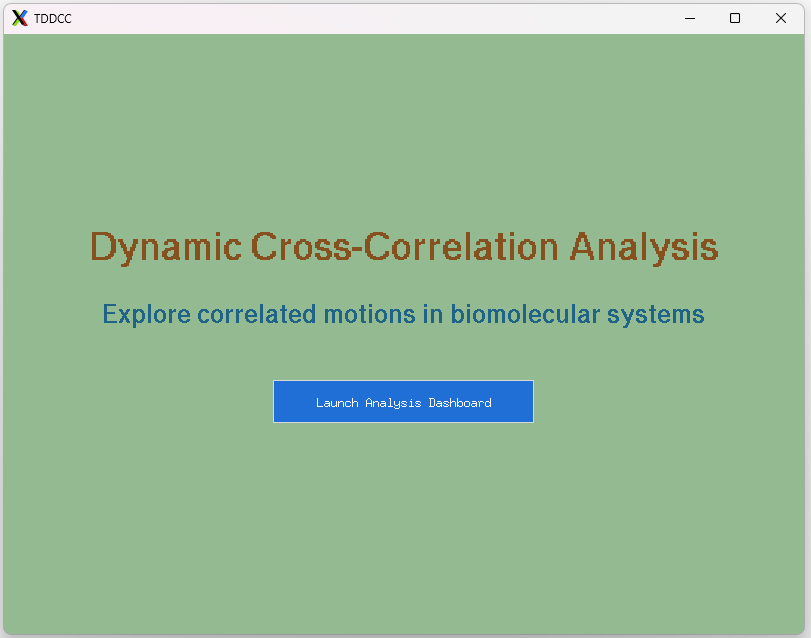 TDDCC
Dynamic Cross-Correlation Analysis
Explore correlated motions in biomolecular systems
Launch Analysis Dashboard